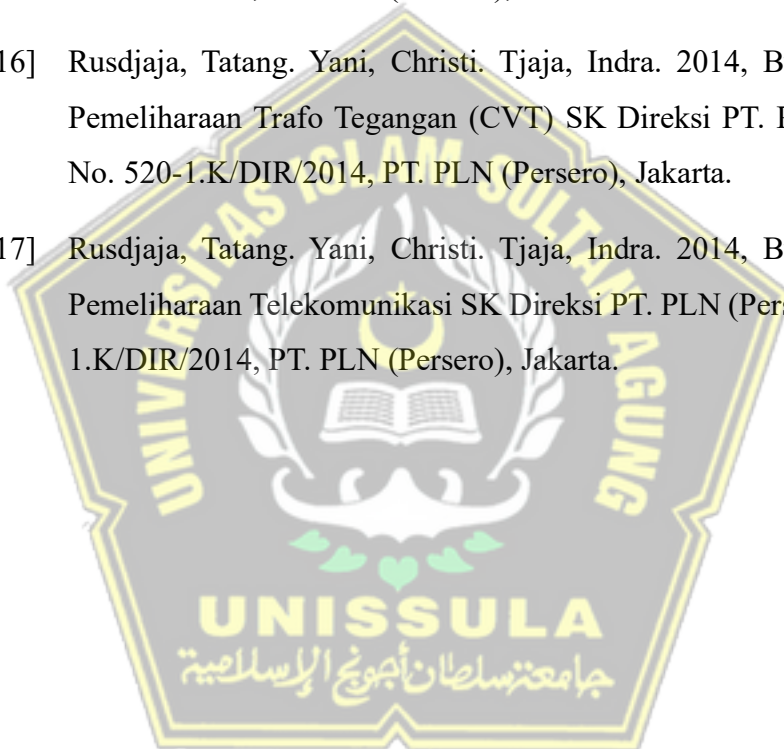 16] Rusdjaja, Tatang. Yani, Christi. Tjaja, Indra. 2014, B
Pemeliharaan Trafo Tegangan (CVT) SK Direksi PT.
No. 520-1.K/DIR/2014, PT. PLN (Persero), Jakarta.
17] Rusdjaja, Tatang. Yani, Christi. Tjaja, Indra. 2014, B
Pemeliharaan Telekomunikasi SK Direksi PT. PLN (Pers
1.K/DIR/2014, PT. PLN (Persero), Jakarta.
UNIVERSITAS ISLAM SULTAN AGUNG
UNISSULA
جامعة سلطان أجونج الإسلامية